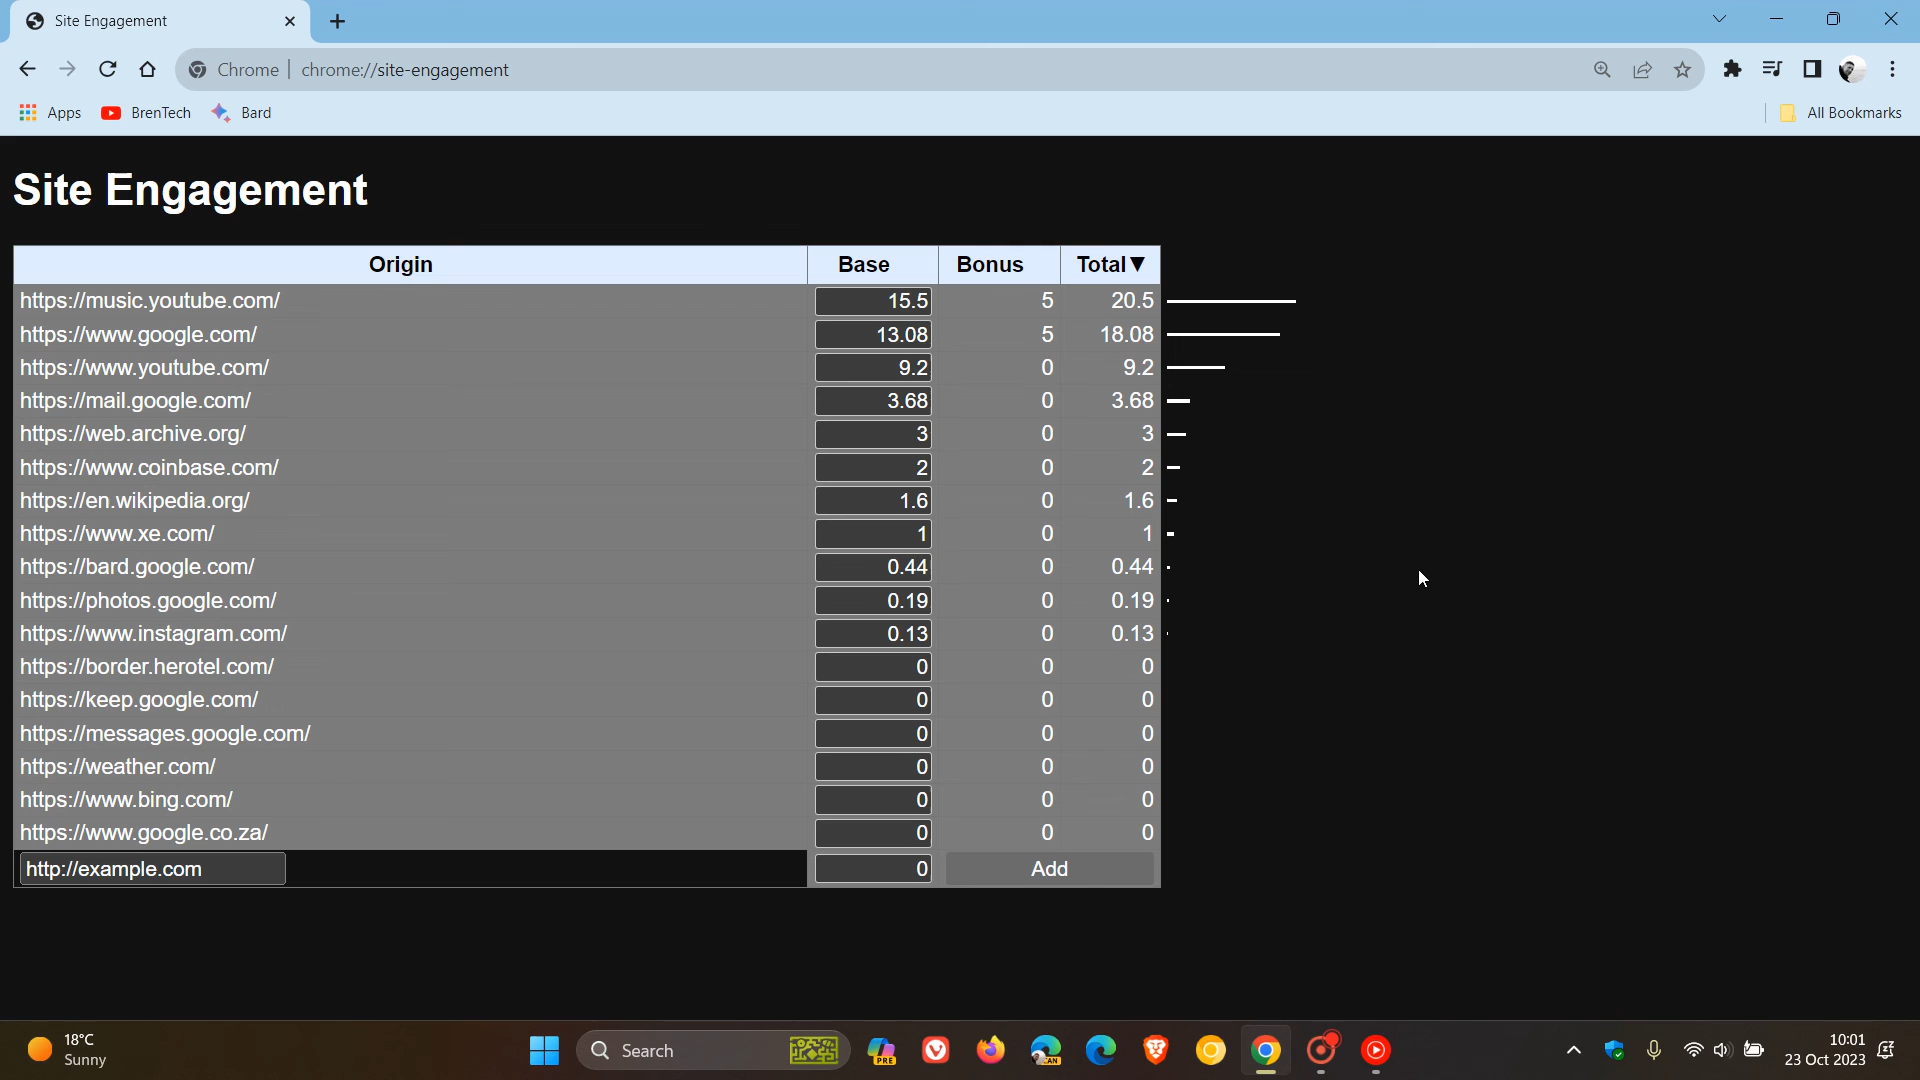 Site Engagement
Chrome | chrome://site-engagement
Apps BrenTech Bard All Bookmarks
Site Engagement
Origin Base Bonus Total▼
https://music.youtube.com/ 15.5 5 20.5
https://www.google.com/ 13.08 5 18.08
https://www.youtube.com/ 9.2 0 9.2
https://mail.google.com/ 3.68 0 3.68
https://web.archive.org/ 3 0 3
https://www.coinbase.com/ 2 0 2
https://en.wikipedia.org/ 1.6 0 1.6
https://www.xe.com/ 1 0 1
https://bard.google.com/ 0.44 0 0.44
https://photos.google.com/ 0.19 0 0.19
https://www.instagram.com/ 0.13 0 0.13
https://border.herotel.com/ 0 0 0
https://keep.google.com/ 0 0 0
https://messages.google.com/ 0 0 0
https://weather.com/ 0 0 0
https://www.bing.com/ 0 0 0
https://www.google.co.za/ 0 0 0
http://example.com 0 Add
18°C
Sunny
Search
PRE
CAN
10:01
23 Oct 2023